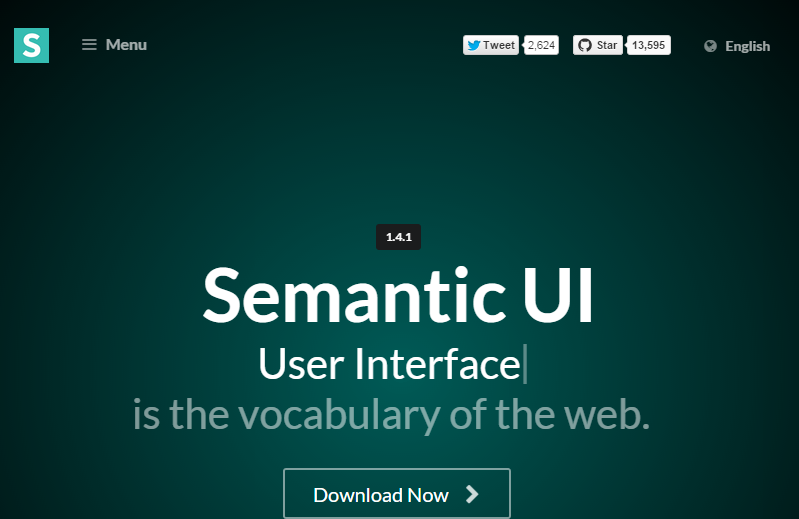 S
Menu
Tweet 2,624
Star 13,595
English
1.4.1
Semantic UI
User Interface
is the vocabulary of the web.
Download Now